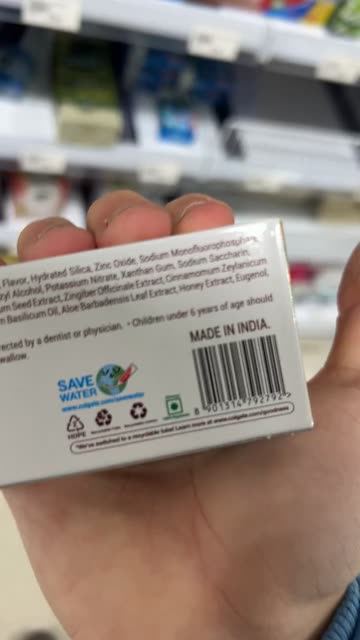 Flavor, Hydrated Silica, Zinc Oxide, Sodium Monofluorophosphate,
zyl Alcohol, Potassium Nitrate, Xanthan Gum, Sodium Saccharin,
um Seed Extract, Zingiber Officinale Extract, Cinnamomum Zeylanicum
m Basilicum Oil, Aloe Barbadensis Leaf Extract, Honey Extract, Eugenol,
rected by a dentist or physician. • Children under 6 years of age should
wallow.
MADE IN INDIA.
SAVE
WATER
www.colgate.com/savewater
8 901314 792792 >
HDPE
We've switched to a recyclable tube! Learn more at www.colgate.com/goodness